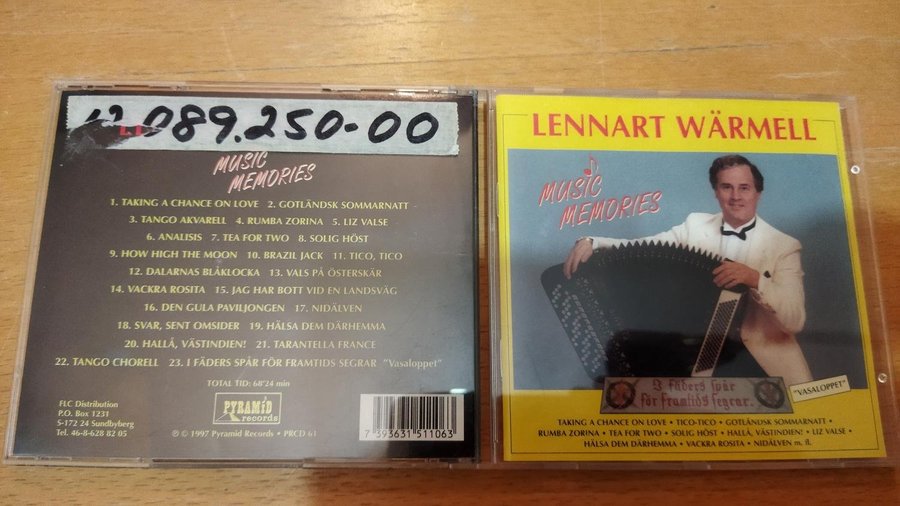 089.250-00
MUSIC
MEMORIES
1. TAKING A CHANCE ON LOVE 2. GOTLÄNDSK SOMMARNATT -
3. TANGO AKVARELL 4. RUMBA ZORINA 5. LIZ VALSE
6. ANALISIS 7. TEA FOR TWO 8. SOLIG HÖST
9. HOW HIGH THE MOON 10. BRAZIL JACK 11. TICO, TICO
12. DALARNAS BLÅKLOCKA 13. VALS PÅ ÖSTERSKÄR
14. VACKRA ROSITA 15. JAG HAR BOTT VID EN LANDSVÄG
16. DEN GULA PAVILJONGEN 17. NIDÄLVEN
18. SVAR, SENT OMSIDER 19. HÄLSA DEM DÄRHEMMA
20. HALLÅ, VÄSTINDIEN! 21. TARANTELLA FRANCE
22. TANGO CHORELL 23. I FÄDERS SPÅR FÖR FRAMTIDS SEGRAR "Vasaloppet"
TOTAL TID: 68'24 min
FLC Distribution
P.O. Box 1231
S-172 24 Sundbyberg
Tel. 46-8-628 82 05
PYRAMID
records
℗ © 1997 Pyramid Records • PRCD 61
7 393631 511063
LENNART WÄRMELL
MUSIC
MEMORIES
I fäders spår
för framtids segrar.
"VASALOPPET"
TAKING A CHANCE ON LOVE • TICO-TICO • GOTLÄNDSK SOMMARNATT •
RUMBA ZORINA • TEA FOR TWO • SOLIG HÖST • HALLÅ, VÄSTINDIEN! • LIZ VALSE •
HÄLSA DEM DÄRHEMMA • VACKRA ROSITA • NIDÄLVEN m. fl.